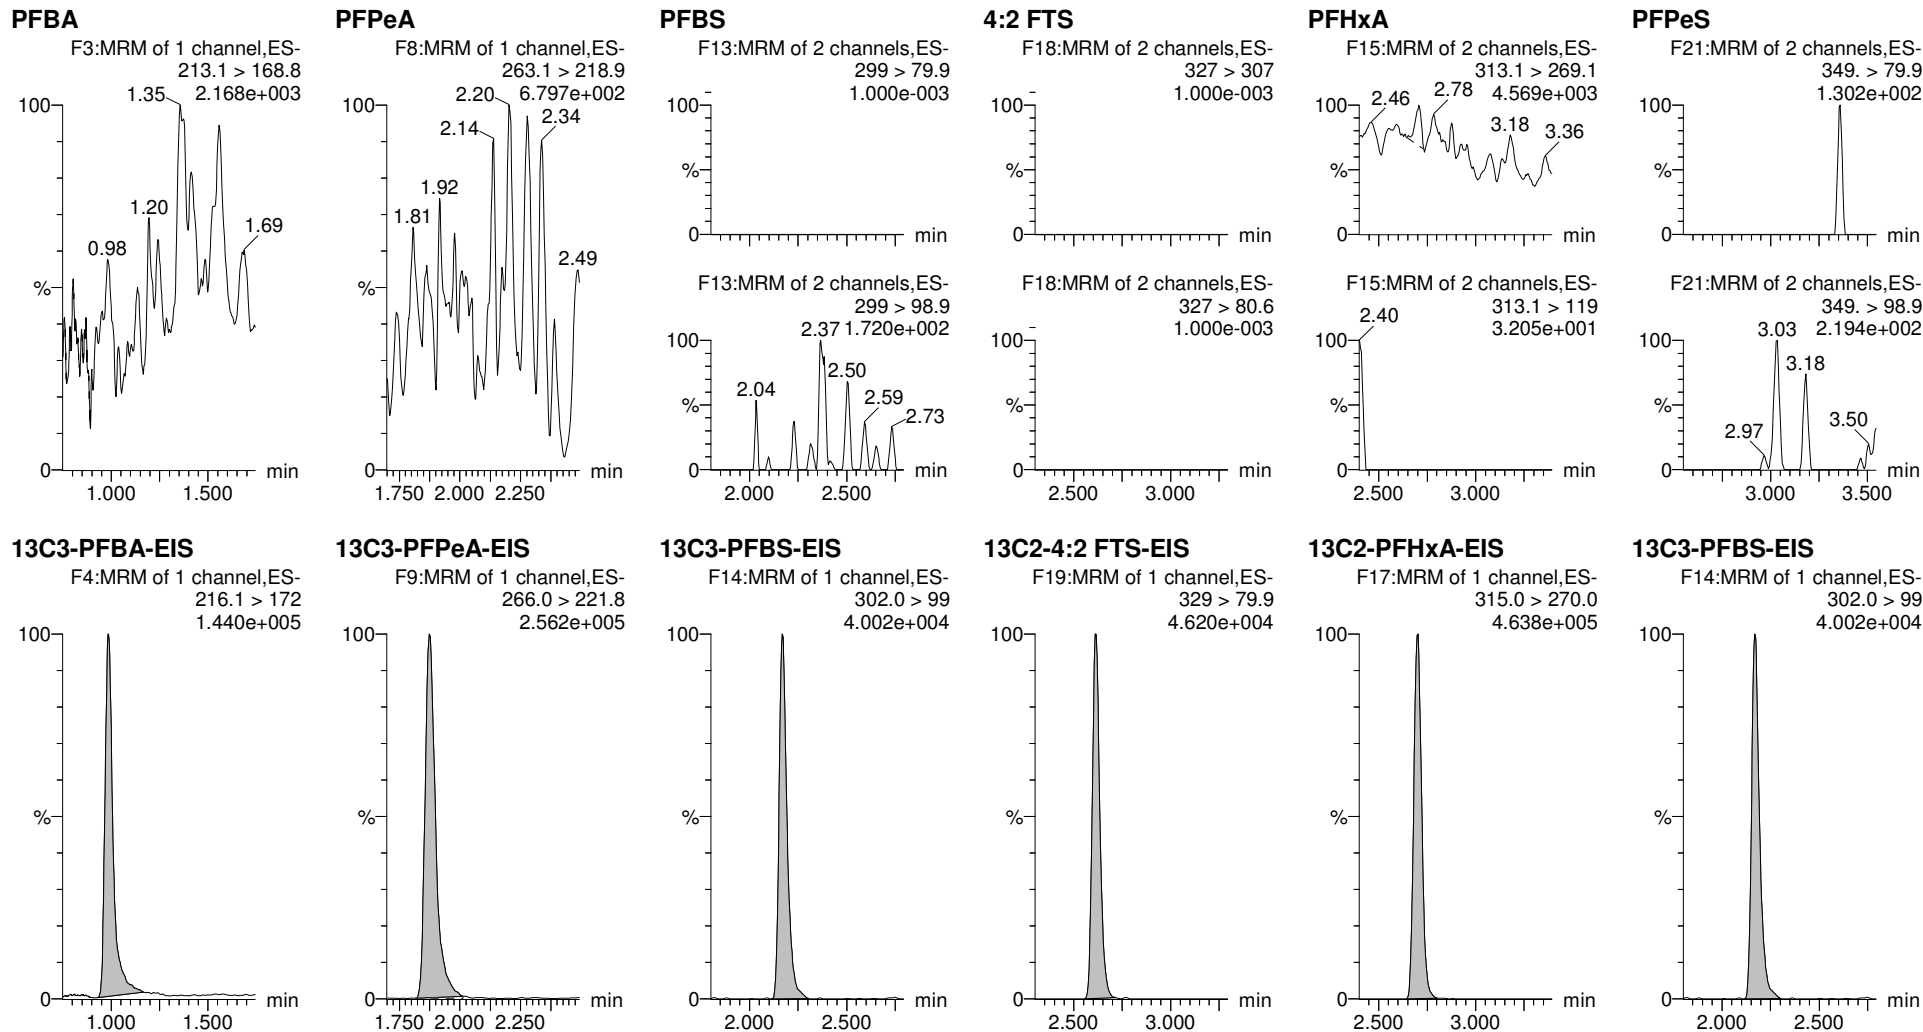 PFBA
F3:MRM of 1 channel,ES-
213.1 > 168.8
2.168e+003
100
1.35
1.20
0.98
1.69
%
0
min
1.000 1.500
PFPeA
F8:MRM of 1 channel,ES-
263.1 > 218.9
6.797e+002
100
2.20
2.34
2.14
1.92
1.81
2.49
%
0
min
1.750 2.000 2.250
PFBS
F13:MRM of 2 channels,ES-
299 > 79.9
1.000e-003
100
%
0
min
F13:MRM of 2 channels,ES-
299 > 98.9
2.37 1.720e+002
100
2.50
2.04
2.59
2.73
%
0
min
2.000 2.500
4:2 FTS
F18:MRM of 2 channels,ES-
327 > 307
1.000e-003
100
%
0
min
F18:MRM of 2 channels,ES-
327 > 80.6
1.000e-003
100
%
0
min
2.500 3.000
PFHxA
F15:MRM of 2 channels,ES-
313.1 > 269.1
4.569e+003
2.46
2.78
100
3.18
3.36
%
0
min
F15:MRM of 2 channels,ES-
313.1 > 119
3.205e+001
2.40
100
%
0
min
2.500 3.000
PFPeS
F21:MRM of 2 channels,ES-
349. > 79.9
1.302e+002
100
%
0
min
F21:MRM of 2 channels,ES-
349. > 98.9
3.03 2.194e+002
100
3.18
2.97
3.50
%
0
min
3.000 3.500
13C3-PFBA-EIS
F4:MRM of 1 channel,ES-
216.1 > 172
1.440e+005
100
%
0
min
1.000 1.500
13C3-PFPeA-EIS
F9:MRM of 1 channel,ES-
266.0 > 221.8
2.562e+005
100
%
0
min
1.750 2.000 2.250
13C3-PFBS-EIS
F14:MRM of 1 channel,ES-
302.0 > 99
4.002e+004
100
%
0
min
2.000 2.500
13C2-4:2 FTS-EIS
F19:MRM of 1 channel,ES-
329 > 79.9
4.620e+004
100
%
0
min
2.500 3.000
13C2-PFHxA-EIS
F17:MRM of 1 channel,ES-
315.0 > 270.0
4.638e+005
100
%
0
min
2.500 3.000
13C3-PFBS-EIS
F14:MRM of 1 channel,ES-
302.0 > 99
4.002e+004
100
%
0
min
2.000 2.500